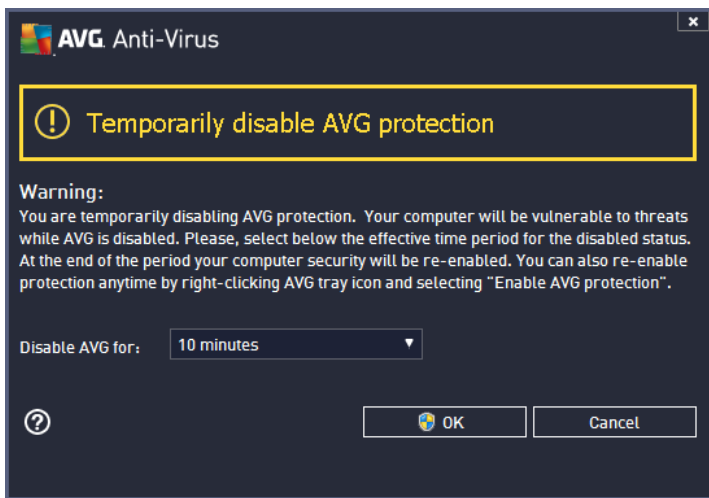 AVG. Anti-Virus
Temporarily disable AVG protection
Warning:
You are temporarily disabling AVG protection. Your computer will be vulnerable to threats
while AVG is disabled. Please, select below the effective time period for the disabled status.
At the end of the period your computer security will be re-enabled. You can also re-enable
protection anytime by right-clicking AVG tray icon and selecting "Enable AVG protection".
Disable AVG for: 10 minutes
OK Cancel